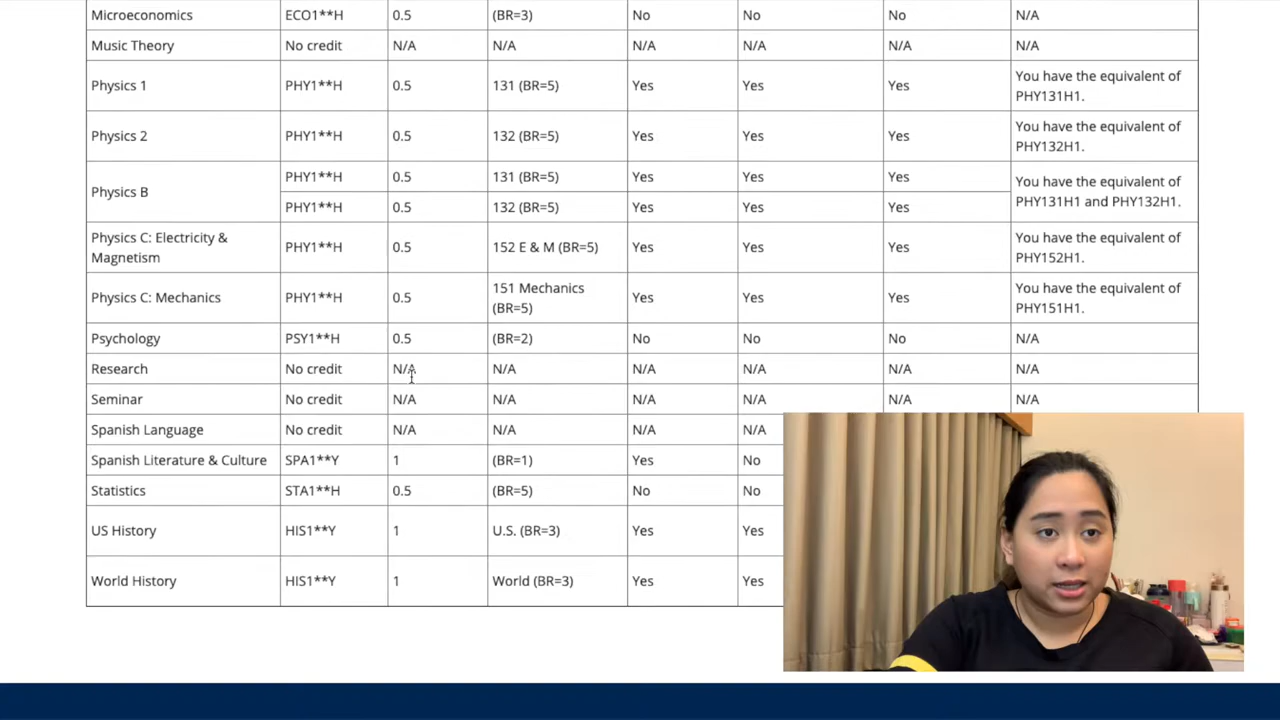 Microeconomics ECO1**H 0.5 (BR=3) No No No N/A
Music Theory No credit N/A N/A N/A N/A N/A N/A
Physics 1 PHY1**H 0.5 131 (BR=5) Yes Yes Yes You have the equivalent of
PHY131H1.
Physics 2 PHY1**H 0.5 132 (BR=5) Yes Yes Yes You have the equivalent of
PHY132H1.
Physics B PHY1**H 0.5 131 (BR=5) Yes Yes Yes You have the equivalent of
PHY1**H 0.5 132 (BR=5) Yes Yes Yes PHY131H1 and PHY132H1.
Physics C: Electricity &
Magnetism PHY1**H 0.5 152 E & M (BR=5) Yes Yes Yes You have the equivalent of
PHY152H1.
Physics C: Mechanics PHY1**H 0.5 151 Mechanics
(BR=5) Yes Yes Yes You have the equivalent of
PHY151H1.
Psychology PSY1**H 0.5 (BR=2) No No No N/A
Research No credit N/A N/A N/A N/A N/A N/A
Seminar No credit N/A N/A N/A N/A N/A N/A
Spanish Language No credit N/A N/A N/A N/A
Spanish Literature & Culture SPA1**Y 1 (BR=1) Yes No
Statistics STA1**H 0.5 (BR=5) No No
US History HIS1**Y 1 U.S. (BR=3) Yes Yes
World History HIS1**Y 1 World (BR=3) Yes Yes